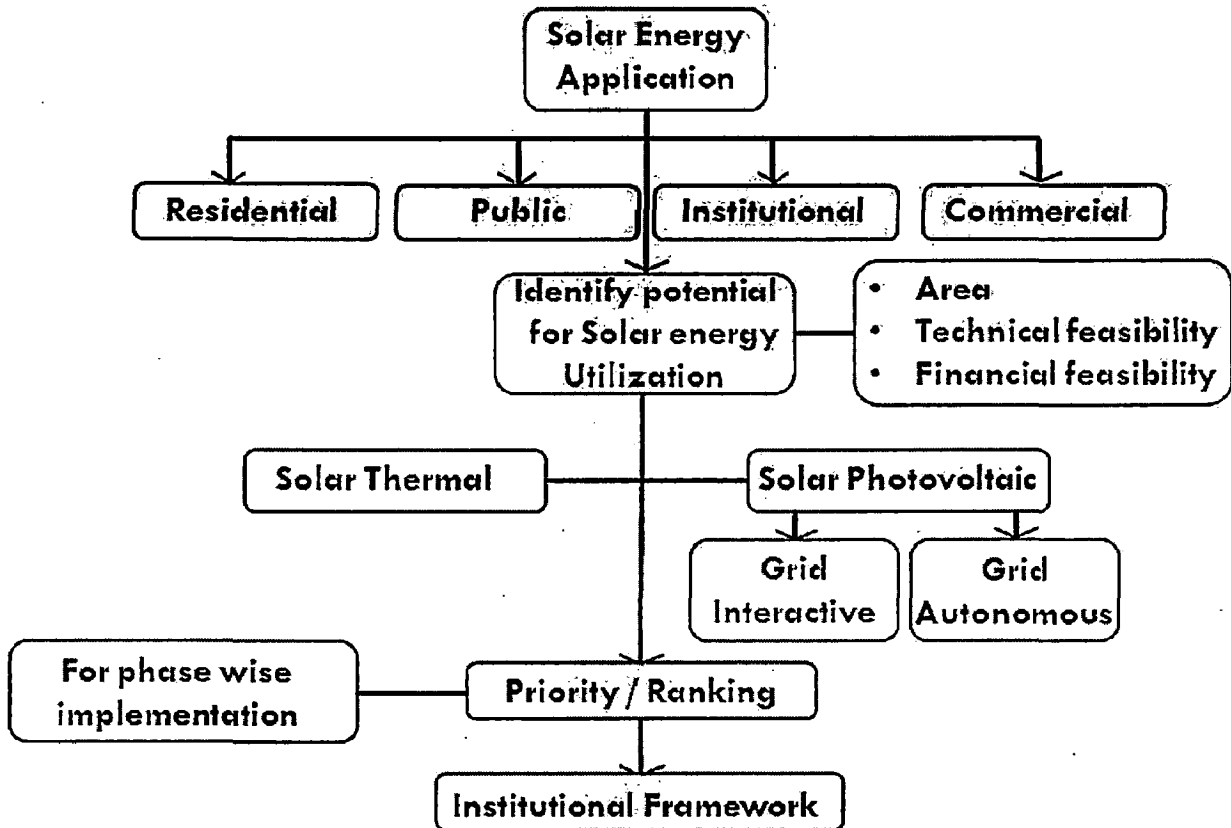 Solar Energy
Application
Residential
Public
Institutional
Commercial
Identify potential
for Solar energy
Utilization
• Area
• Technical feasibility
• Financial feasibility
Solar Thermal
Solar Photovoltaic
Grid
Interactive
Grid
Autonomous
For phase wise
implementation
Priority / Ranking
Institutional Framework